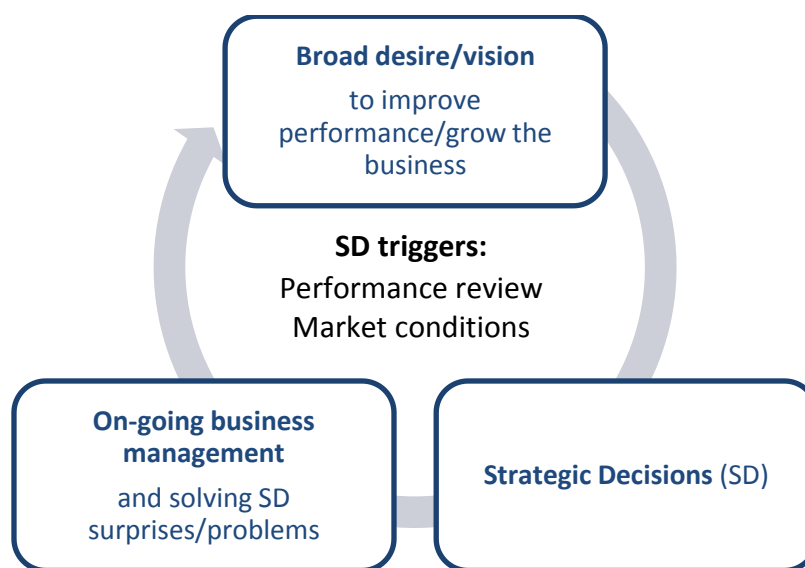 Broad desire/vision
to improve
performance/grow the
business
SD triggers:
Performance review
Market conditions
On-going business
management
and solving SD
surprises/problems
Strategic Decisions (SD)